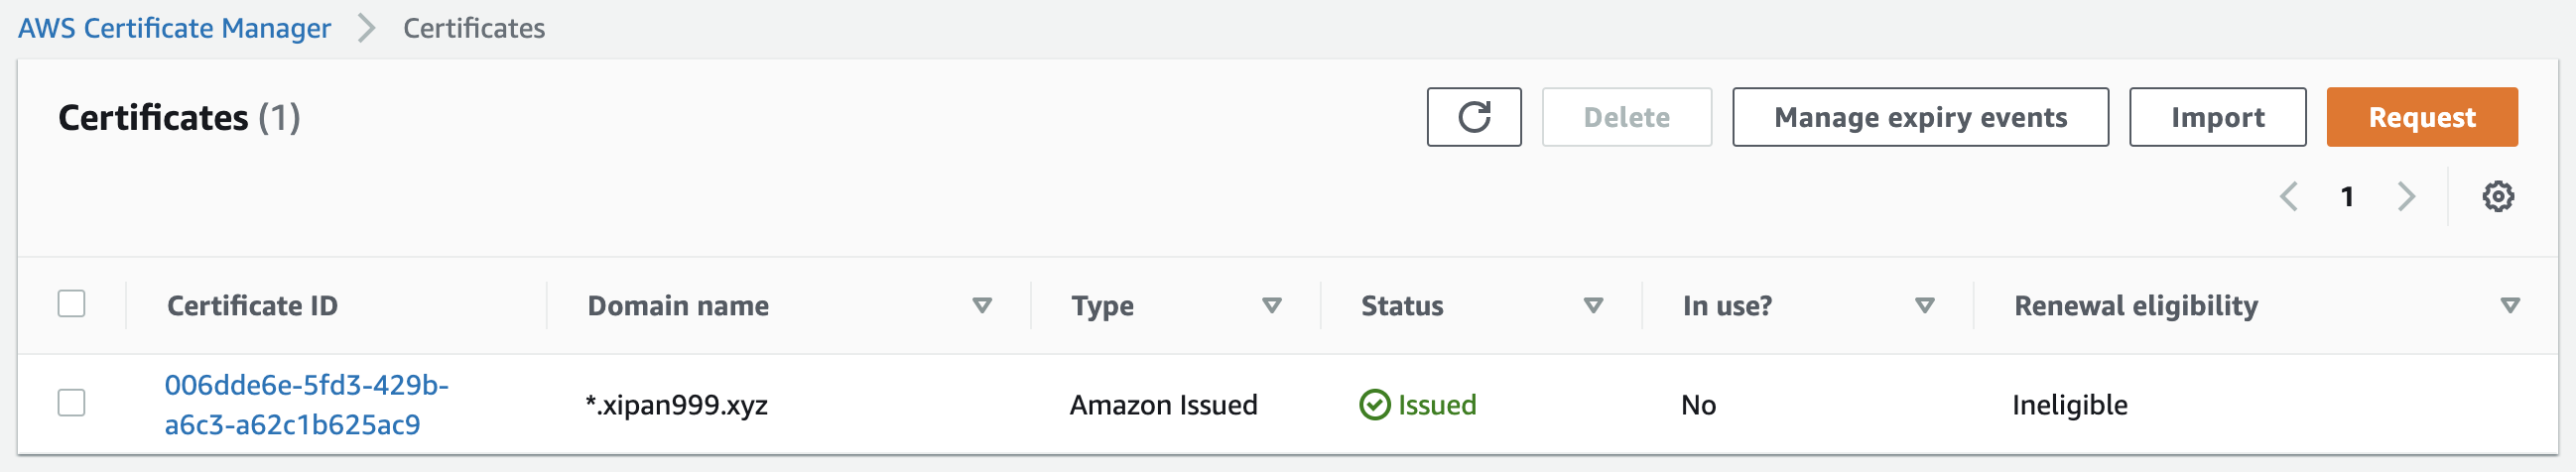 AWS Certificate Manager > Certificates
Certificates (1)
Delete
Manage expiry events
Import
Request
1
Certificate ID
Domain name
Type
Status
In use?
Renewal eligibility
006dde6e-5fd3-429b-
a6c3-a62c1b625ac9
*.xipan999.xyz
Amazon Issued
Issued
No
Ineligible